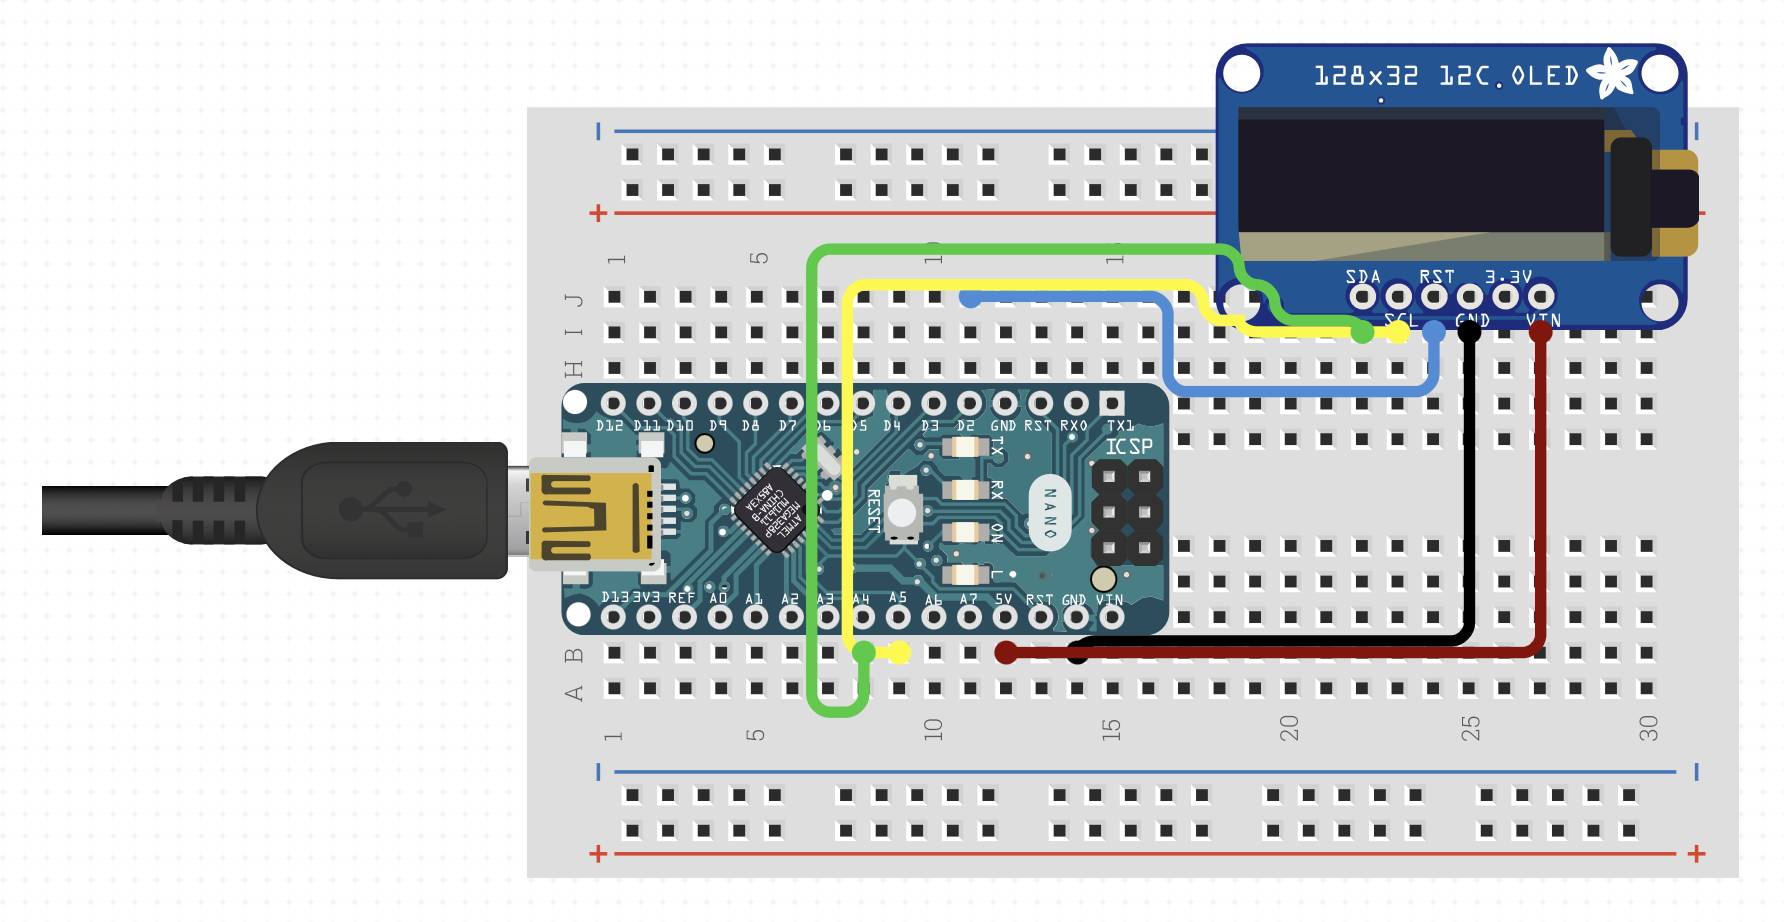 128x32 I2C OLED
SDA RST 3.3V
SCL GND VIN
1 5 10 1
J
I
H
D12 D11 D10 D9 D8 D7 D6 D5 D4 D3 D2 GND RST RX0 TX1
ICSP
TX
RX
ON
L
RESET
NANO
ATMEL
MEGA328P
D13 3V3 REF A0 A1 A2 A3 A4 A5 A6 A7 5V RST GND VIN
B
A
1 5 10 15 20 25 30